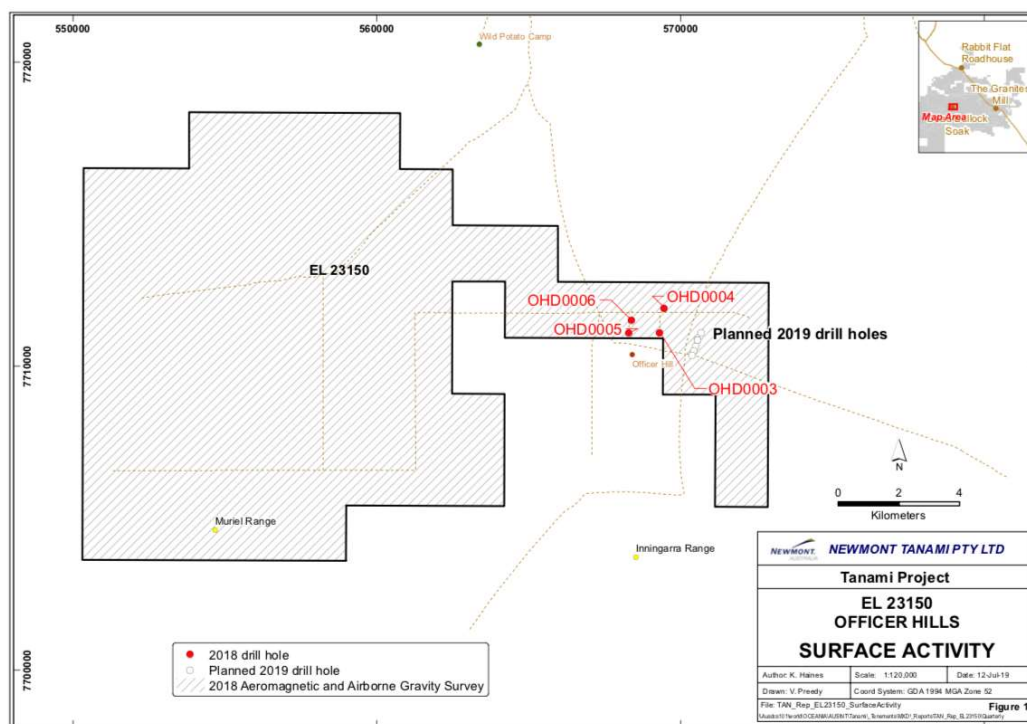 550000
560000
570000
7720000
7710000
7700000
Wild Potato Camp
Rabbit Flat
Roadhouse
The Granites
Mill
Map Area
Soak
EL 23150
OHD0006
OHD0004
OHD0005
Planned 2019 drill holes
Officer Hill
OHD0003
N
0 2 4
Kilometers
Muriel Range
Inningarra Range
2018 drill hole
Planned 2019 drill hole
2018 Aeromagnetic and Airborne Gravity Survey
NEWMONT.
AUSTRALIA
NEWMONT TANAMI PTY LTD
Tanami Project
EL 23150
OFFICER HILLS
SURFACE ACTIVITY
Author: K. Haines
Scale: 1:120,000
Date: 12-Jul-19
Drawn: V. Preedy
Coord System: GDA 1994 MGA Zone 52
File: TAN_Rep_EL23150_SurfaceActivity
Figure 1